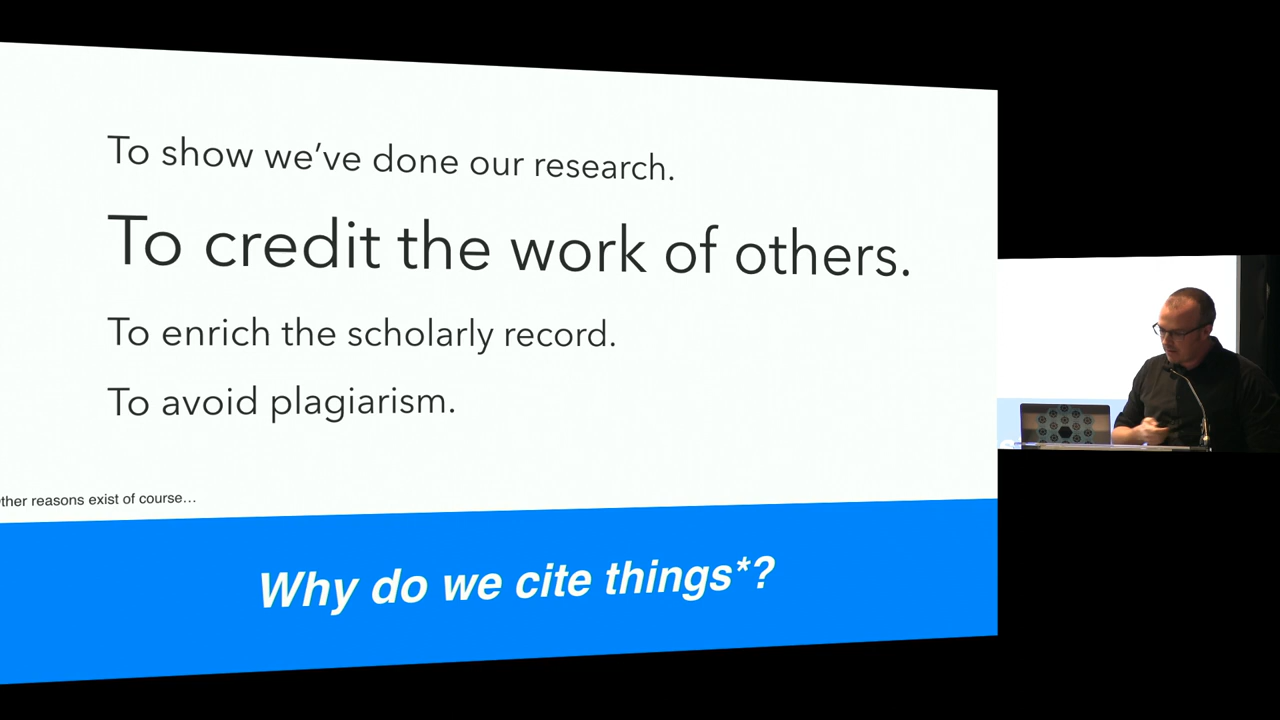 To show we've done our research.
To credit the work of others.
To enrich the scholarly record.
To avoid plagiarism.
ther reasons exist of course…
Why do we cite things*?